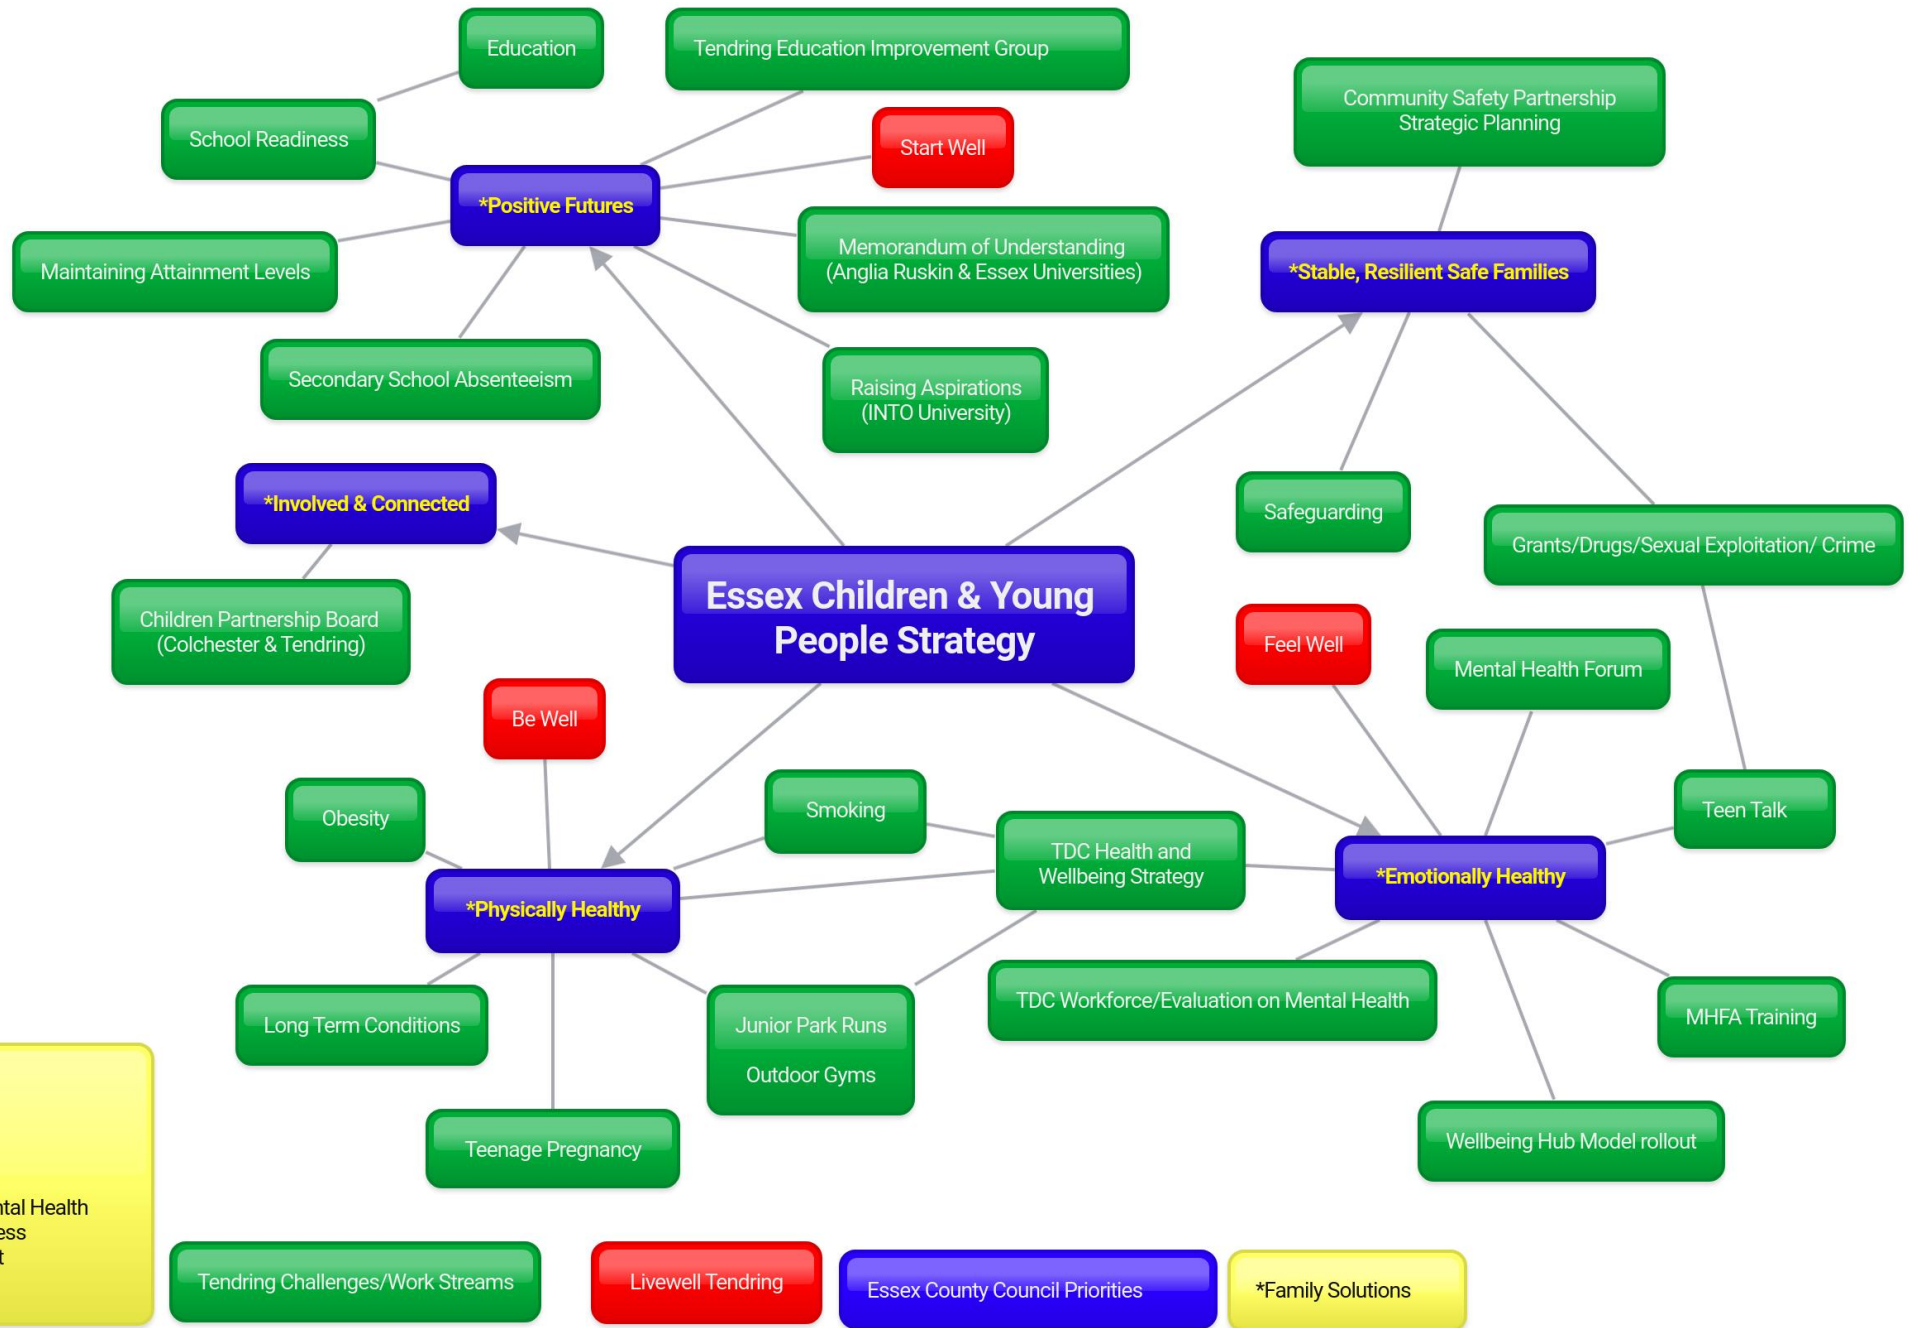 Education
Tendring Education Improvement Group
Community Safety Partnership
Strategic Planning
School Readiness
Start Well
*Positive Futures
Memorandum of Understanding
(Anglia Ruskin & Essex Universities)
*Stable, Resilient Safe Families
Maintaining Attainment Levels
Secondary School Absenteeism
Raising Aspirations
(INTO University)
*Involved & Connected
Safeguarding
Grants/Drugs/Sexual Exploitation/ Crime
Children Partnership Board
(Colchester & Tendring)
Essex Children & Young
People Strategy
Feel Well
Mental Health Forum
Be Well
Obesity
Smoking
TDC Health and
Wellbeing Strategy
Teen Talk
*Physically Healthy
*Emotionally Healthy
Long Term Conditions
Junior Park Runs
Outdoor Gyms
TDC Workforce/Evaluation on Mental Health
MHFA Training
Teenage Pregnancy
Wellbeing Hub Model rollout
Health
Tendring Challenges/Work Streams
Livewell Tendring
Essex County Council Priorities
*Family Solutions